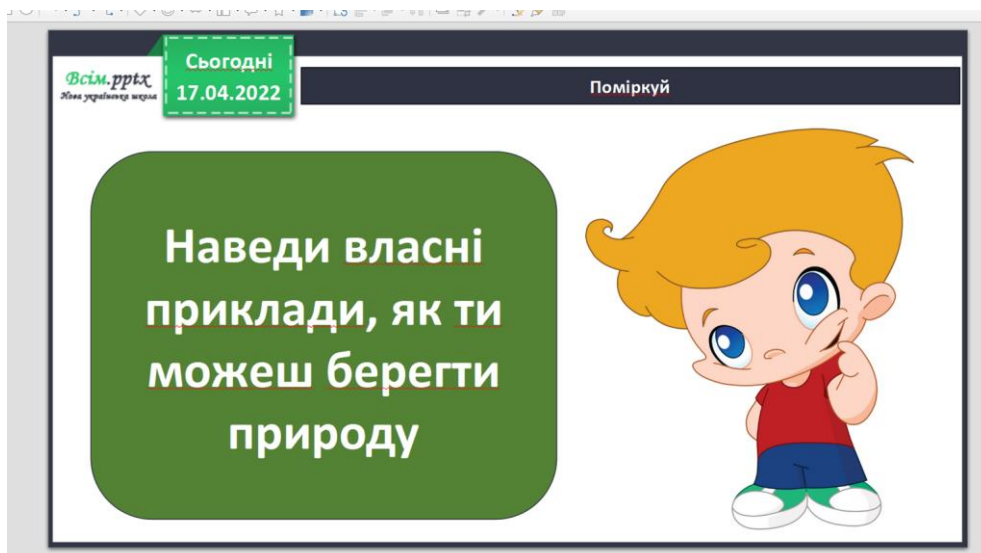 Всім.pptx
Нова українська школа
Сьогодні
17.04.2022
Поміркуй
Наведи власні
приклади, як ти
можеш берегти
природу